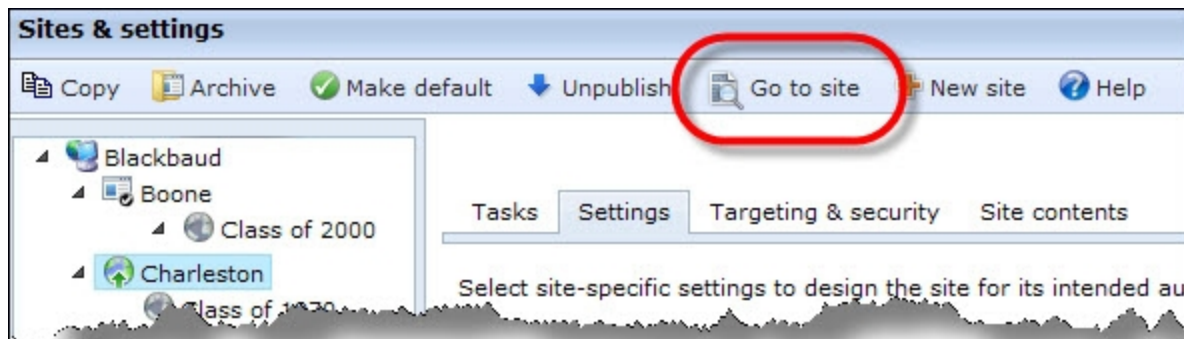 Sites & settings
Copy Archive Make default Unpublish Go to site New site Help
Blackbaud
Boone
Class of 2000
Charleston
Tasks Settings Targeting & security Site contents
Select site-specific settings to design the site for its intended